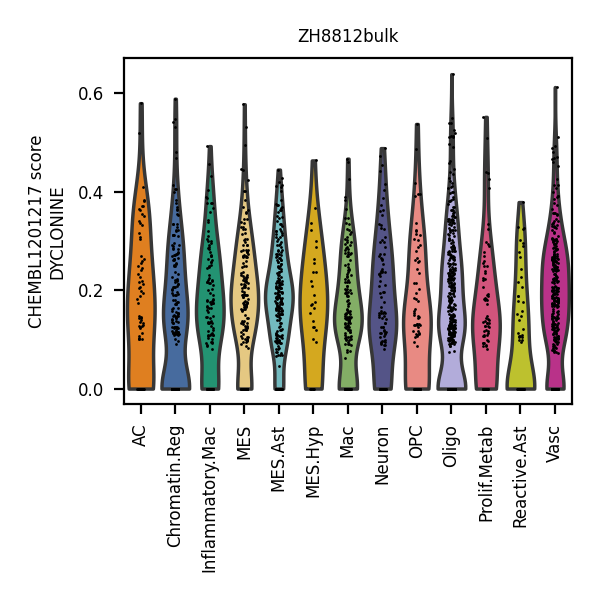 ZH8812bulk
CHEMBL1201217 score
DYCLONINE
0.6
0.4
0.2
0.0
AC
Chromatin.Reg
Inflammatory.Mac
MES
MES.Ast
MES.Hyp
Mac
Neuron
OPC
Oligo
Prolif.Metab
Reactive.Ast
Vasc